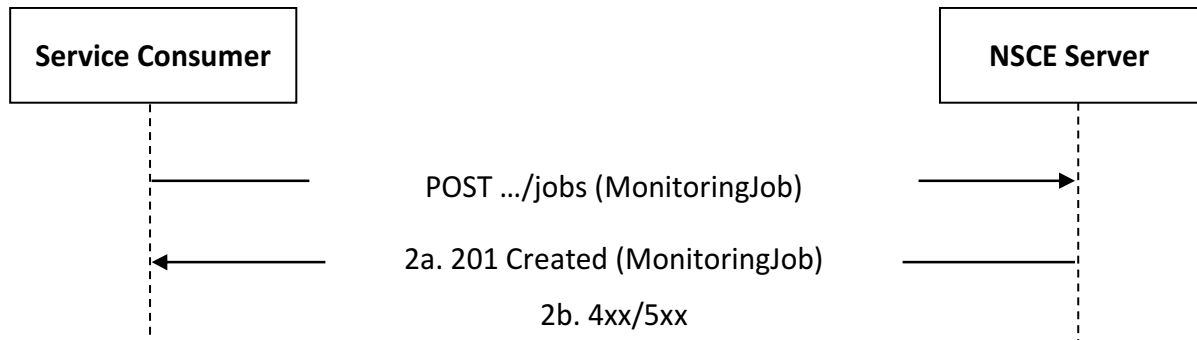 Service Consumer
NSCE Server
POST …/jobs (MonitoringJob)
2a. 201 Created (MonitoringJob)
2b. 4xx/5xx